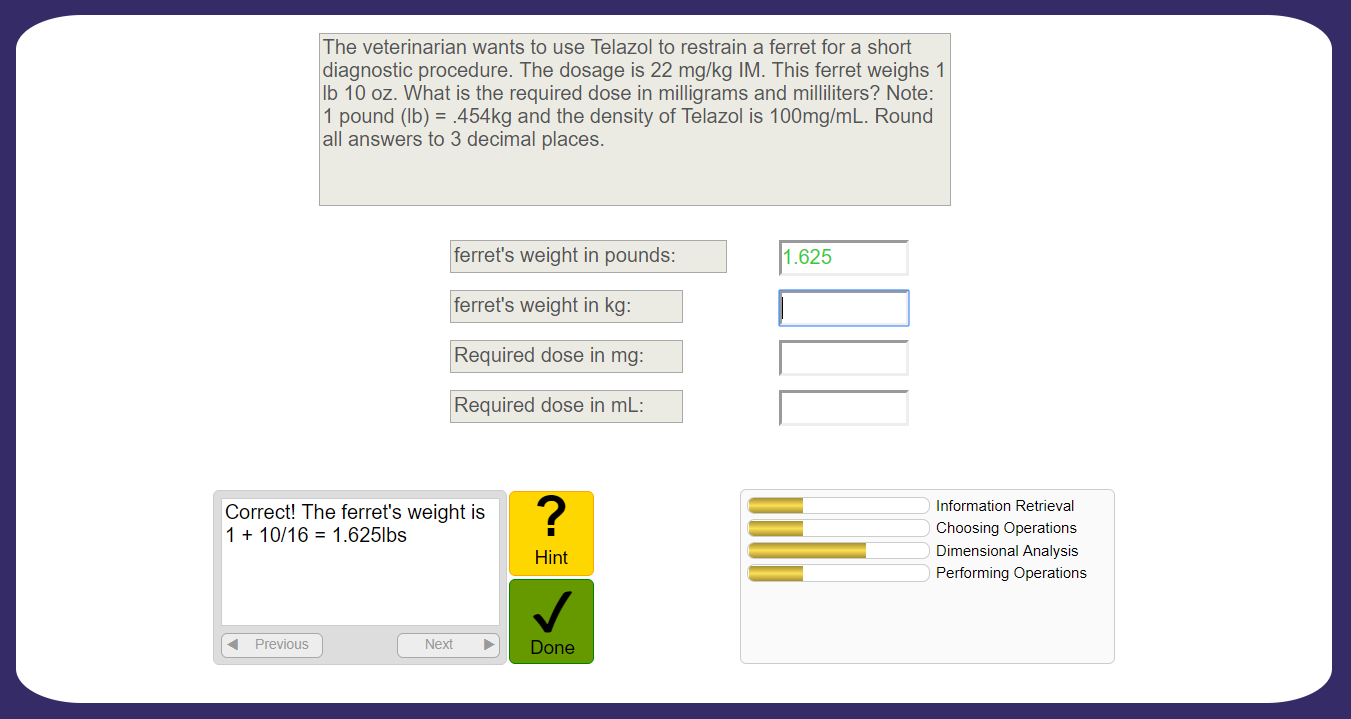 The veterinarian wants to use Telazol to restrain a ferret for a short
diagnostic procedure. The dosage is 22 mg/kg IM. This ferret weighs 1
lb 10 oz. What is the required dose in milligrams and milliliters? Note:
1 pound (lb) = .454kg and the density of Telazol is 100mg/mL. Round
all answers to 3 decimal places.
ferret's weight in pounds:
1.625
ferret's weight in kg:
Required dose in mg:
Required dose in mL:
Correct! The ferret's weight is
1 + 10/16 = 1.625lbs
Previous
Next
?
Hint
Done
Information Retrieval
Choosing Operations
Dimensional Analysis
Performing Operations